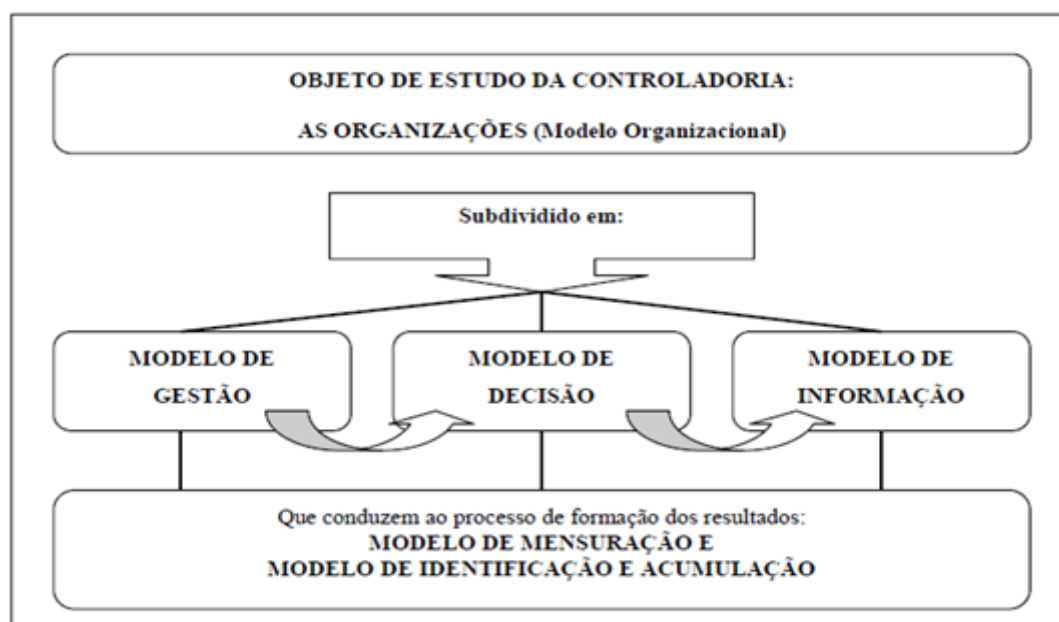 OBJETO DE ESTUDO DA CONTROLADORIA:
AS ORGANIZAÇÕES (Modelo Organizacional)
Subdividido em:
MODELO DE
GESTÃO
MODELO DE
DECISÃO
MODELO DE
INFORMAÇÃO
Que conduzem ao processo de formação dos resultados:
MODELO DE MENSURAÇÃO E
MODELO DE IDENTIFICAÇÃO E ACUMULAÇÃO